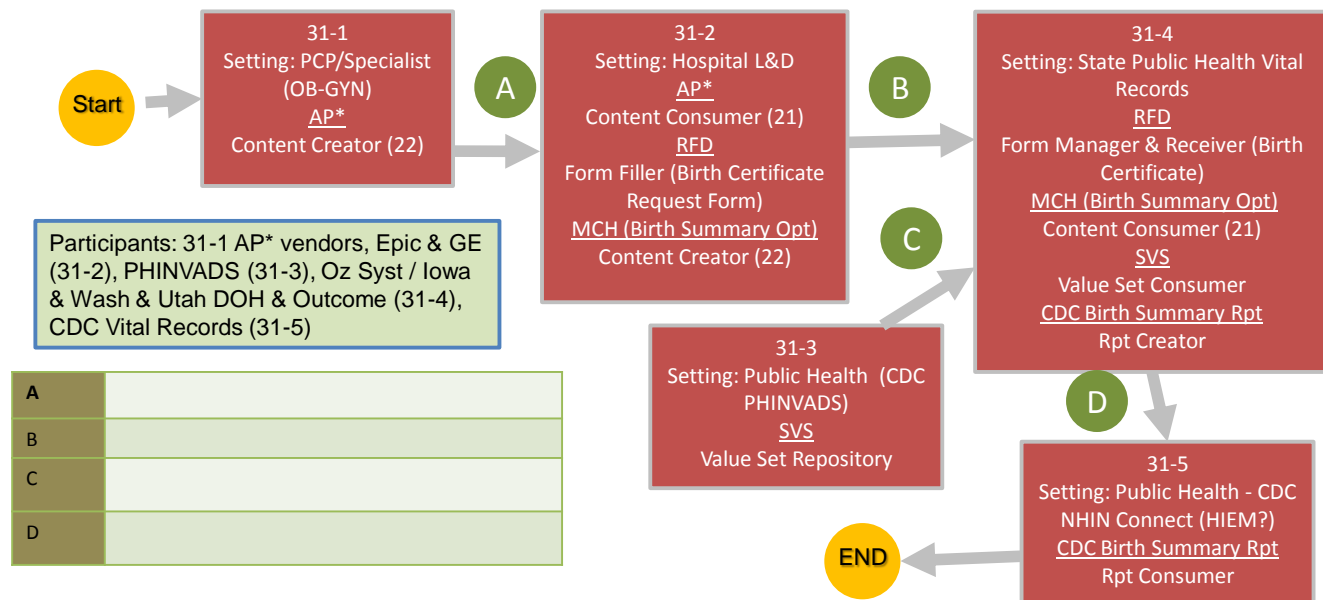 Start
31-1
Setting: PCP/Specialist
(OB-GYN)
AP*
Content Creator (22)
A
31-2
Setting: Hospital L&D
AP*
Content Consumer (21)
RFD
Form Filler (Birth Certificate
Request Form)
MCH (Birth Summary Opt)
Content Creator (22)
B
31-4
Setting: State Public Health Vital
Records
RFD
Form Manager & Receiver (Birth
Certificate)
MCH (Birth Summary Opt)
Content Consumer (21)
SVS
Value Set Consumer
CDC Birth Summary Rpt
Rpt Creator
C
Participants: 31-1 AP* vendors, Epic & GE
(31-2), PHINVADS (31-3), Oz Syst / Iowa
& Wash & Utah DOH & Outcome (31-4),
CDC Vital Records (31-5)
31-3
Setting: Public Health (CDC
PHINVADS)
SVS
Value Set Repository
D
31-5
Setting: Public Health - CDC
NHIN Connect (HIEM?)
CDC Birth Summary Rpt
Rpt Consumer
END
A
B
C
D